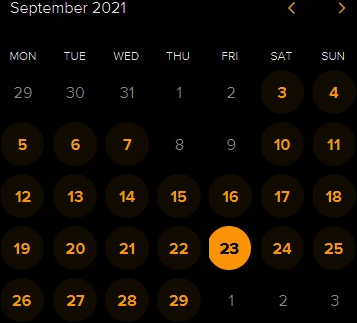 September 2021
MON TUE WED THU FRI SAT SUN
29 30 31 1 2 3 4
5 6 7 8 9 10 11
12 13 14 15 16 17 18
19 20 21 22 23 24 25
26 27 28 29 1 2 3